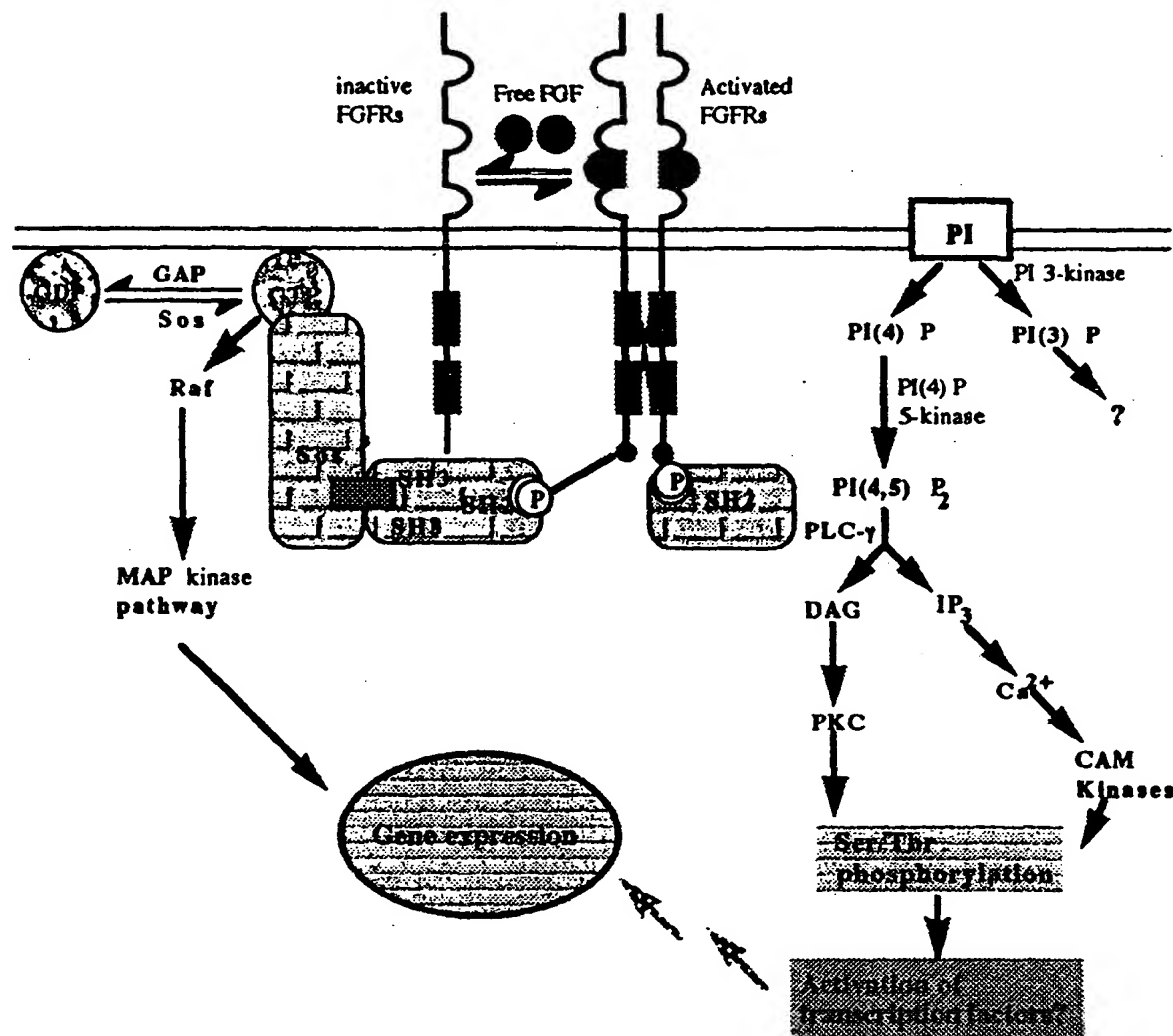 inactive
FGFRs
Free FGF
Activated
FGFRs
PI
GAP
Sos
PI 3-kinase
PI(4) P
PI(3) P
Raf
PI(4) P
5-kinase
?
Sos
SH3
P
SH3
P
SH2
PI(4,5) P2
PLC-γ
MAP kinase
pathway
DAG
IP3
Ca2+
PKC
CAM
Kinases
Gene expression
Ser/Thr
phosphorylation
Activation of
transcription factors?